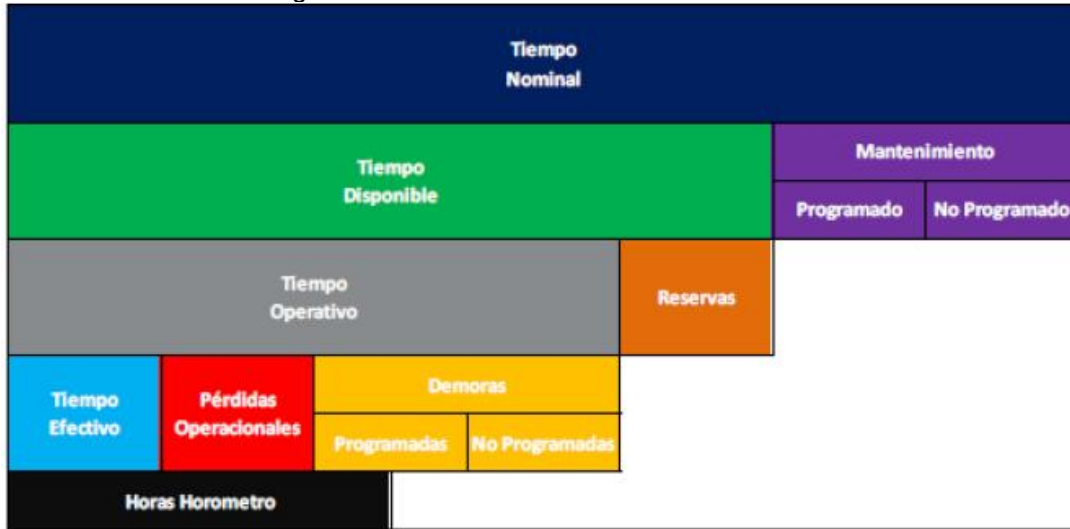 Tiempo
Nominal
Tiempo
Disponible
Mantenimiento
Programado
No Programado
Tiempo
Operativo
Reservas
Tiempo
Efectivo
Pérdidas
Operacionales
Demoras
Programadas
No Programadas
Horas Horometro